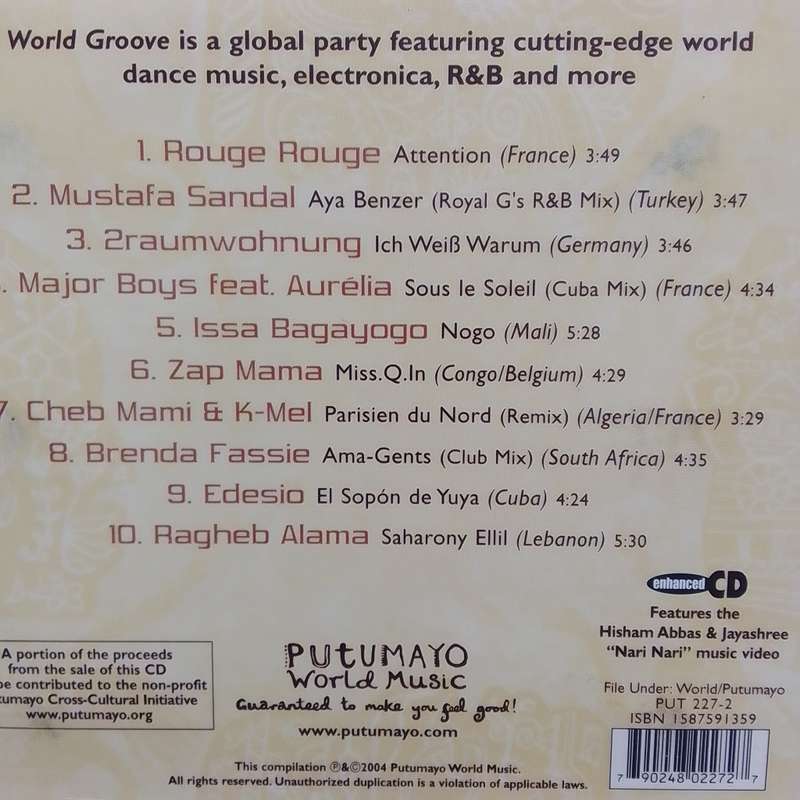 World Groove is a global party featuring cutting-edge world
dance music, electronica, R&B and more
1. Rouge Rouge Attention (France) 3:49
2. Mustafa Sandal Aya Benzer (Royal G's R&B Mix) (Turkey) 3:47
3. 2raumwohnung Ich Weiß Warum (Germany) 3:46
. Major Boys feat. Aurélia Sous le Soleil (Cuba Mix) (France) 4:34
5. Issa Bagayogo Nogo (Mali) 5:28
6. Zap Mama Miss.Q.In (Congo/Belgium) 4:29
7. Cheb Mami & K-Mel Parisien du Nord (Remix) (Algeria/France) 3:29
8. Brenda Fassie Ama-Gents (Club Mix) (South Africa) 4:35
9. Edesio El Sopón de Yuya (Cuba) 4:24
10. Ragheb Alama Saharony Ellil (Lebanon) 5:30
enhanced CD
Features the
Hisham Abbas & Jayashree
"Nari Nari" music video
A portion of the proceeds
from the sale of this CD
be contributed to the non-profit
tumayo Cross-Cultural Initiative
www.putumayo.org
PUTUMAYO
World Music
Guaranteed to make you feel good!
www.putumayo.com
File Under: World/Putumayo
PUT 227-2
ISBN 1587591359
7 90248 02272 7
This compilation ℗&©2004 Putumayo World Music.
All rights reserved. Unauthorized duplication is a violation of applicable laws.